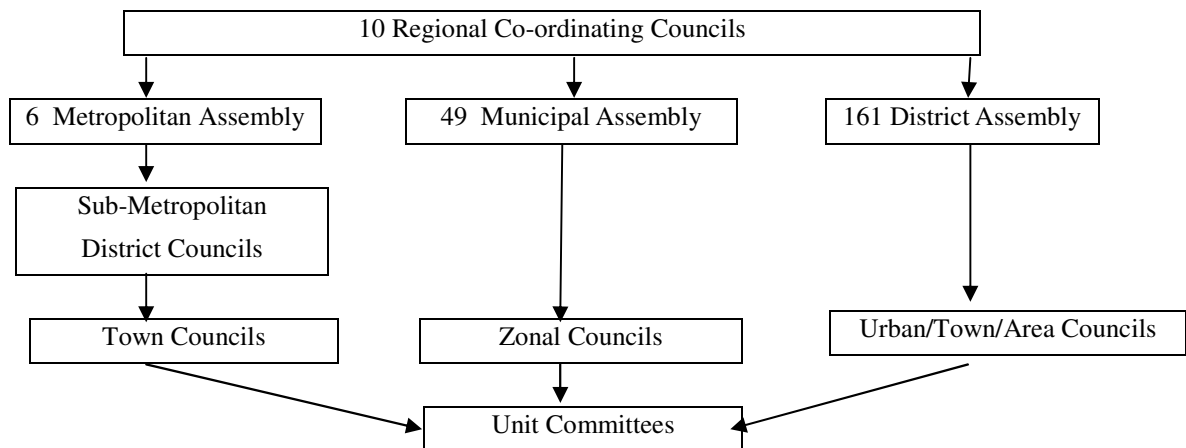 10 Regional Co-ordinating Councils
6 Metropolitan Assembly
49 Municipal Assembly
161 District Assembly
Sub-Metropolitan
District Councils
Town Councils
Zonal Councils
Urban/Town/Area Councils
Unit Committees